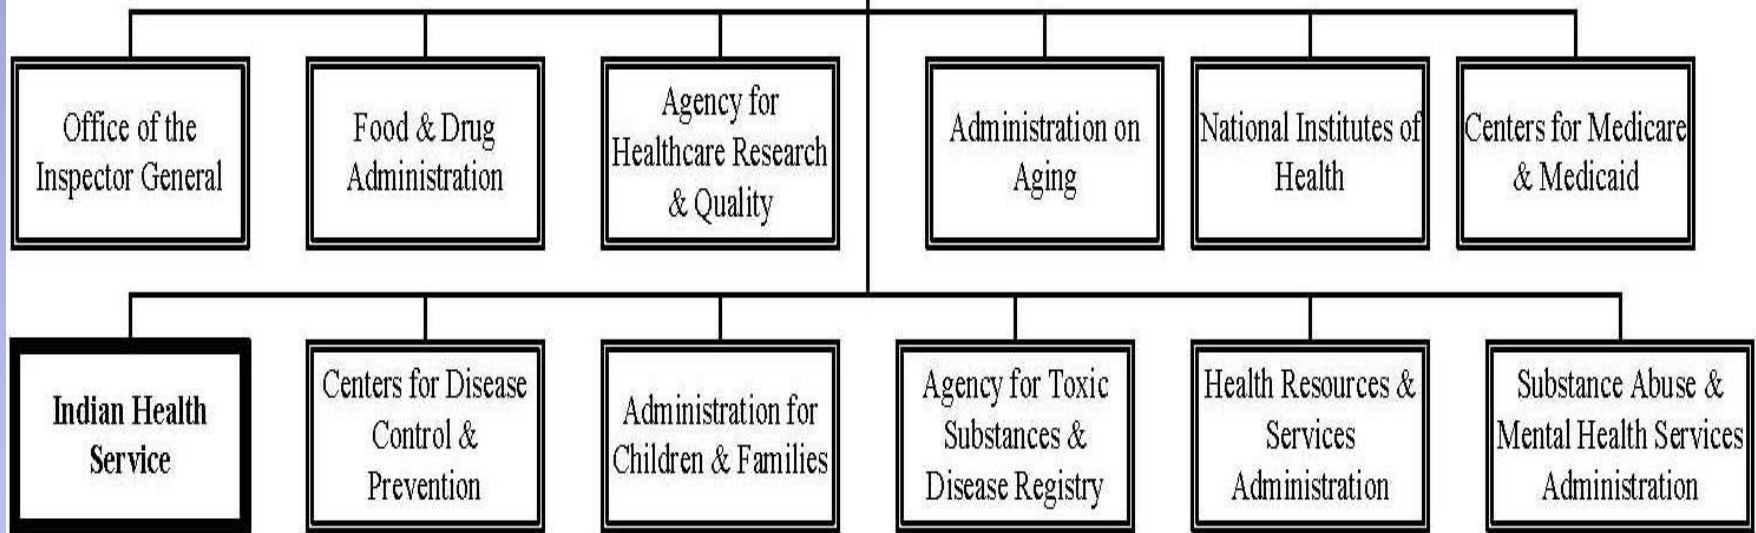 Office of the
Inspector General
Food & Drug
Administration
Agency for
Healthcare Research
& Quality
Administration on
Aging
National Institutes of
Health
Centers for Medicare
& Medicaid
Indian Health
Service
Centers for Disease
Control &
Prevention
Administration for
Children & Families
Agency for Toxic
Substances &
Disease Registry
Health Resources &
Services
Administration
Substance Abuse &
Mental Health Services
Administration